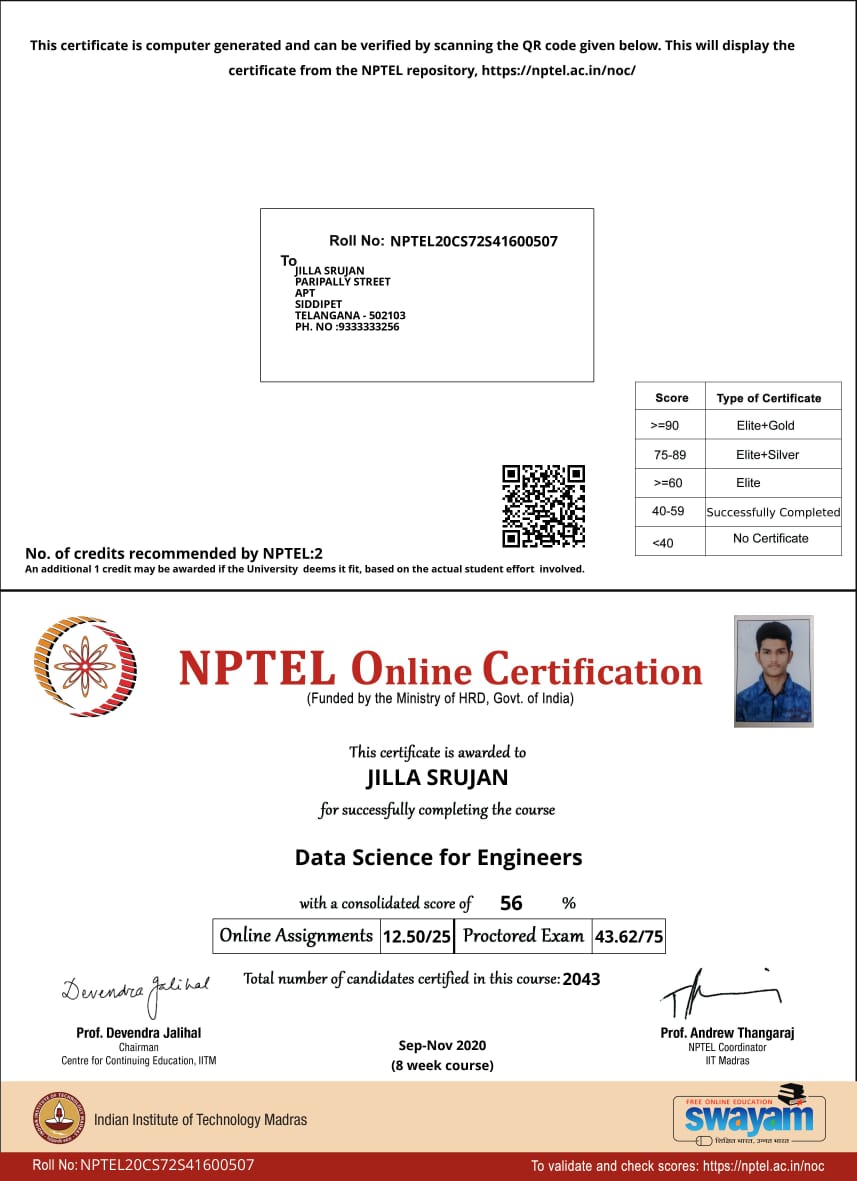 This certificate is computer generated and can be verified by scanning the QR code given below. This will display the
certificate from the NPTEL repository, https://nptel.ac.in/noc/
Roll No: NPTEL20CS72S41600507
To
JILLA SRUJAN
PARIPALLY STREET
APT
SIDDIPET
TELANGANA - 502103
PH. NO :9333333256
Score Type of Certificate
>=90 Elite+Gold
75-89 Elite+Silver
>=60 Elite
40-59 Successfully Completed
<40 No Certificate
No. of credits recommended by NPTEL:2
An additional 1 credit may be awarded if the University deems it fit, based on the actual student effort involved.
NPTEL Online Certification
(Funded by the Ministry of HRD, Govt. of India)
This certificate is awarded to
JILLA SRUJAN
for successfully completing the course
Data Science for Engineers
with a consolidated score of 56 %
Online Assignments 12.50/25 Proctored Exam 43.62/75
Total number of candidates certified in this course: 2043
Devendra Jalihal
Prof. Devendra Jalihal
Chairman
Centre for Continuing Education, IITM
Sep-Nov 2020
(8 week course)
Prof. Andrew Thangaraj
NPTEL Coordinator
IIT Madras
Indian Institute of Technology Madras
FREE ONLINE EDUCATION
swayam
शिक्षित भारत, उन्नत भारत
Roll No: NPTEL20CS72S41600507
To validate and check scores: https://nptel.ac.in/noc